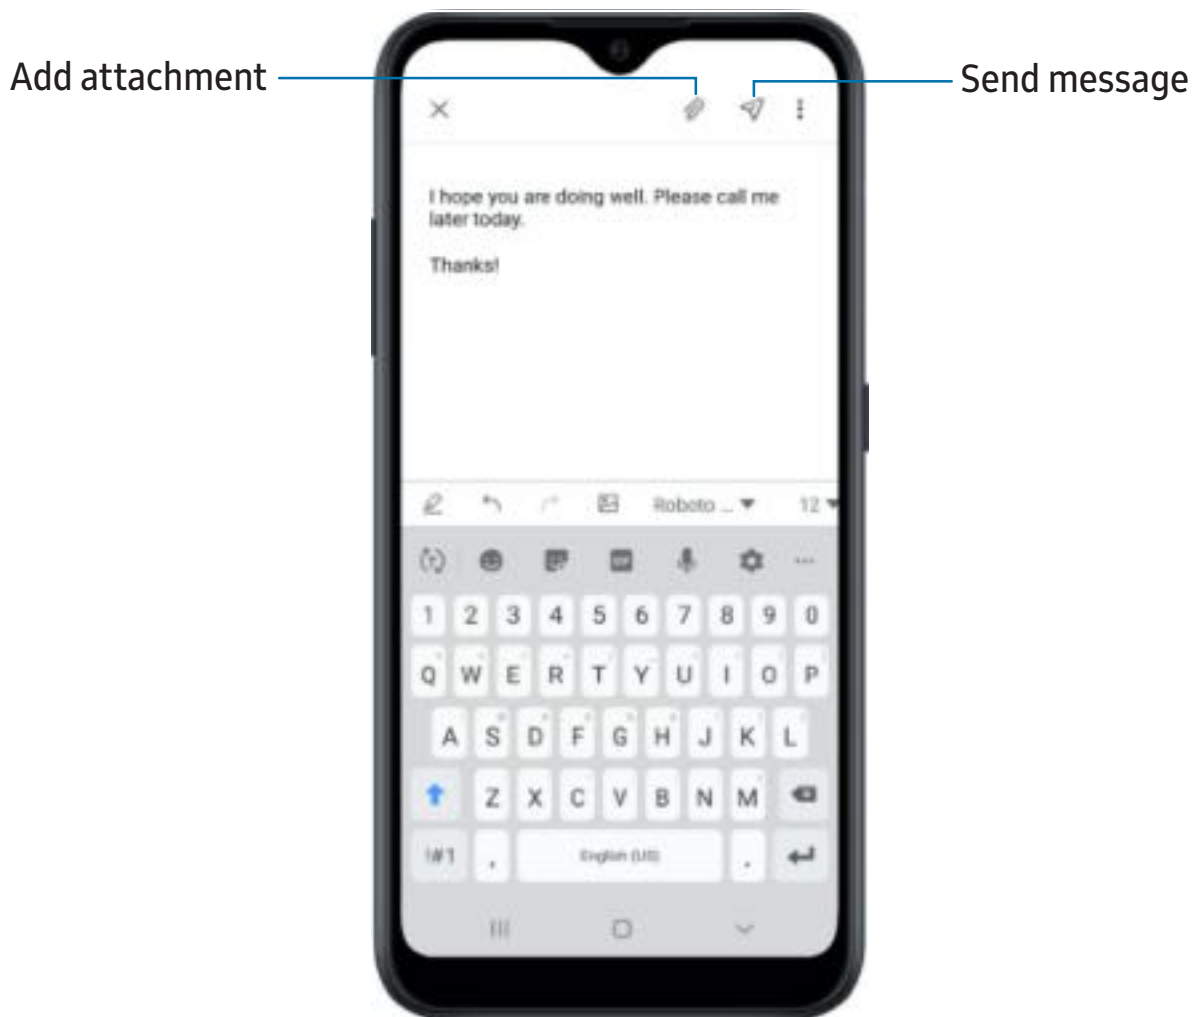 Add attachment
Send message
I hope you are doing well. Please call me
later today.
Thanks!
Roboto ... 12
GIF
1 2 3 4 5 6 7 8 9 0
Q W E R T Y U I O P
A S D F G H J K L
Z X C V B N M
!#1 , English (US) .